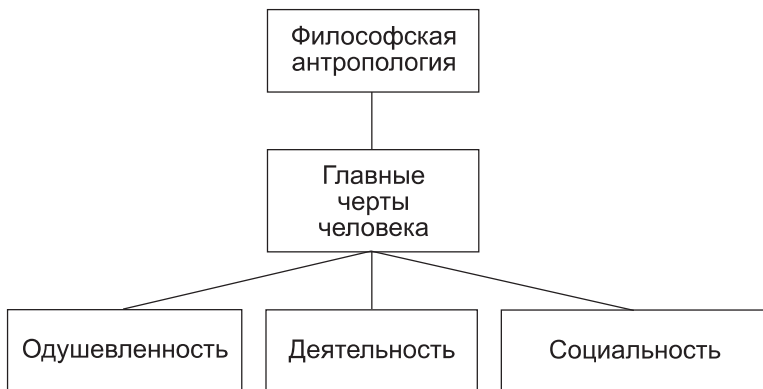 Философская
антропология
Главные
черты
человека
Одушевленность
Деятельность
Социальность